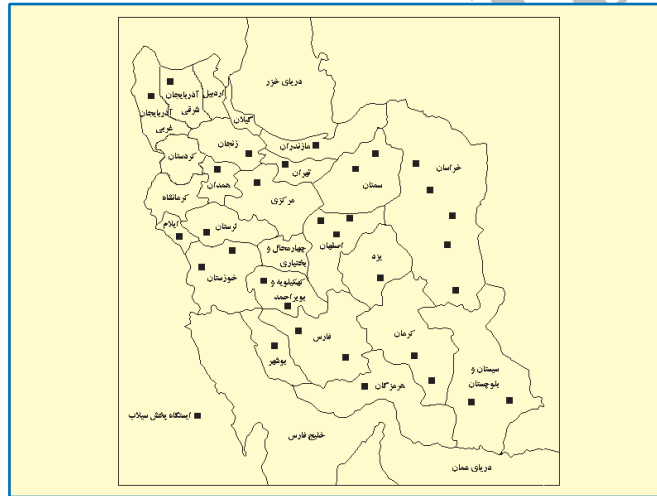 دریای خزر
آذربایجان
شرقی
اردبیل
آذربایجان
غربی
گیلان
زنجان
مازندران
تهران
کردستان
همدان
سمنان
خراسان
مرکزی
کرمانشاه
ایلام
لرستان
چهارمحال و
بختیاری
اصفهان
یزد
خوزستان
کهگیلویه و
بویراحمد
فارس
کرمان
بوشهر
سیستان و
بلوچستان
هرمزگان
ایستگاه پخش سیلاب
خلیج فارس
دریای عمان